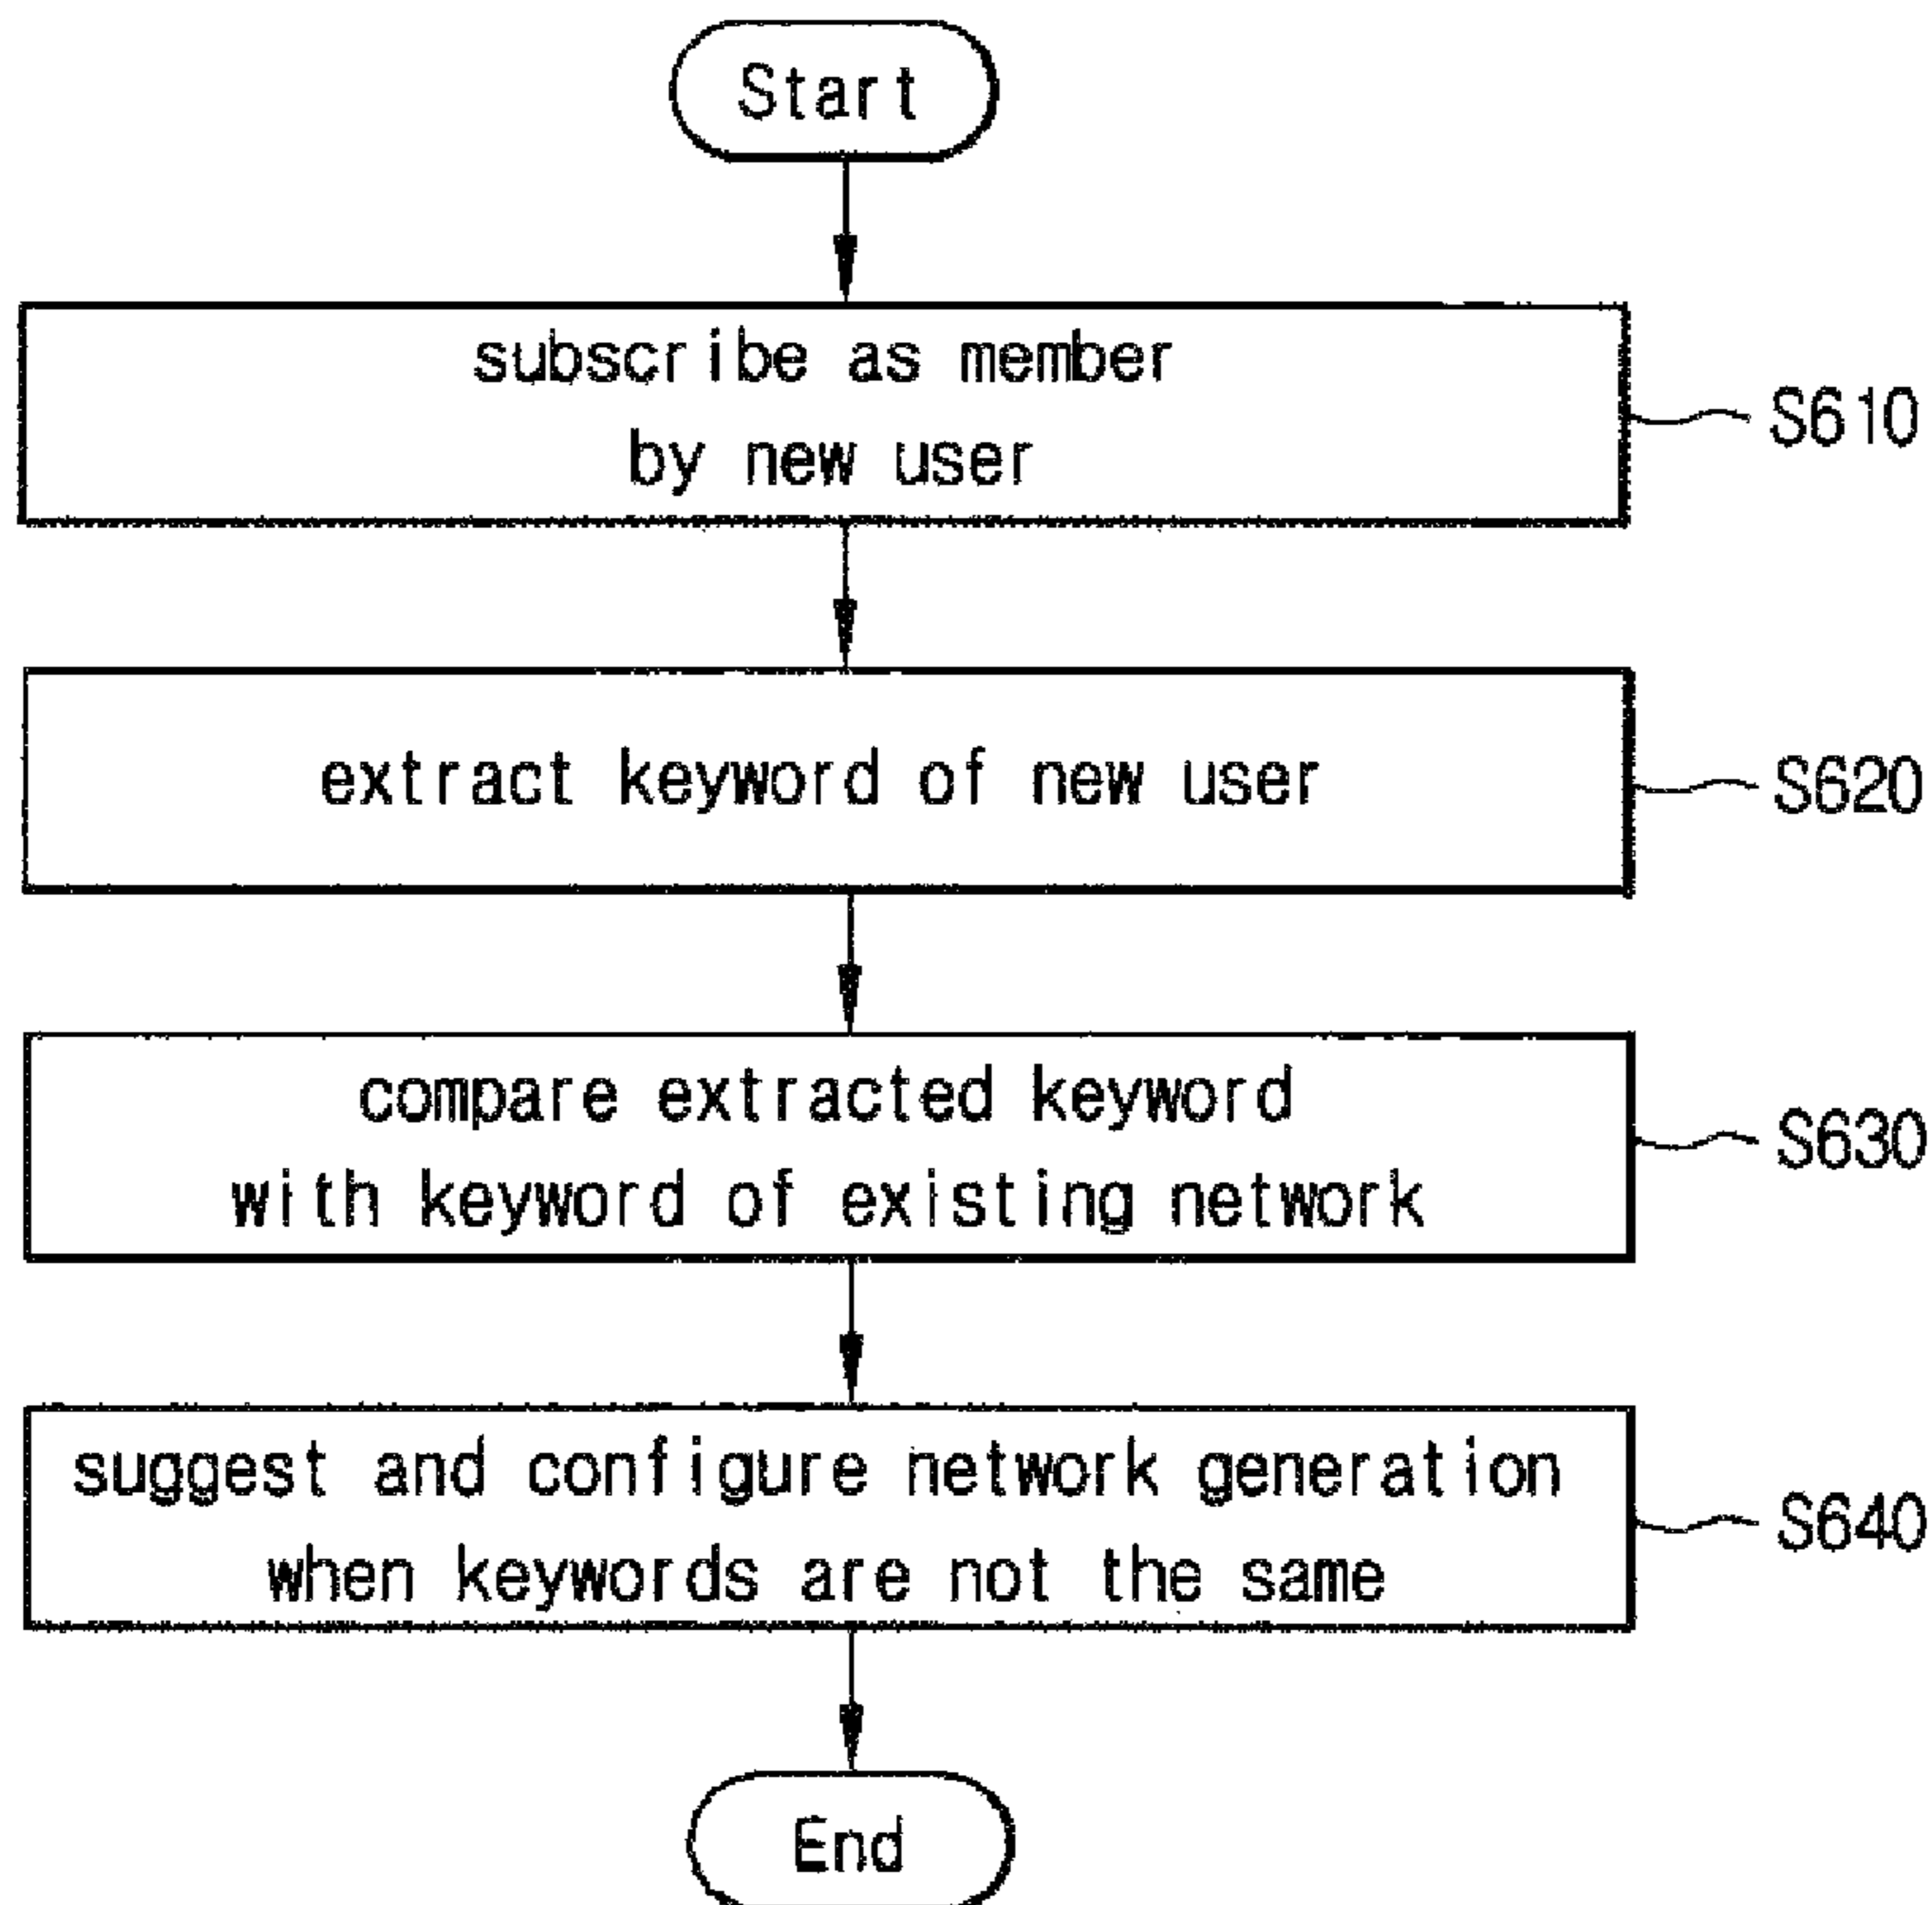 Start
subscribe as member
by new user
S610
extract keyword of new user
S620
compare extracted keyword
with keyword of existing network
S630
suggest and configure network generation
when keywords are not the same
S640
End